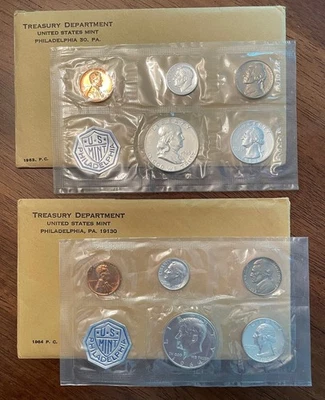 TREASURY DEPARTMENT
UNITED STATES MINT
PHILADELPHIA 30, PA.
U.S.
MINT
PHILADELPHIA
P.C.
TREASURY DEPARTMENT
UNITED STATES MINT
PHILADELPHIA, PA. 19130
U.S.
MINT
PHILADELPHIA
1964 P.C.